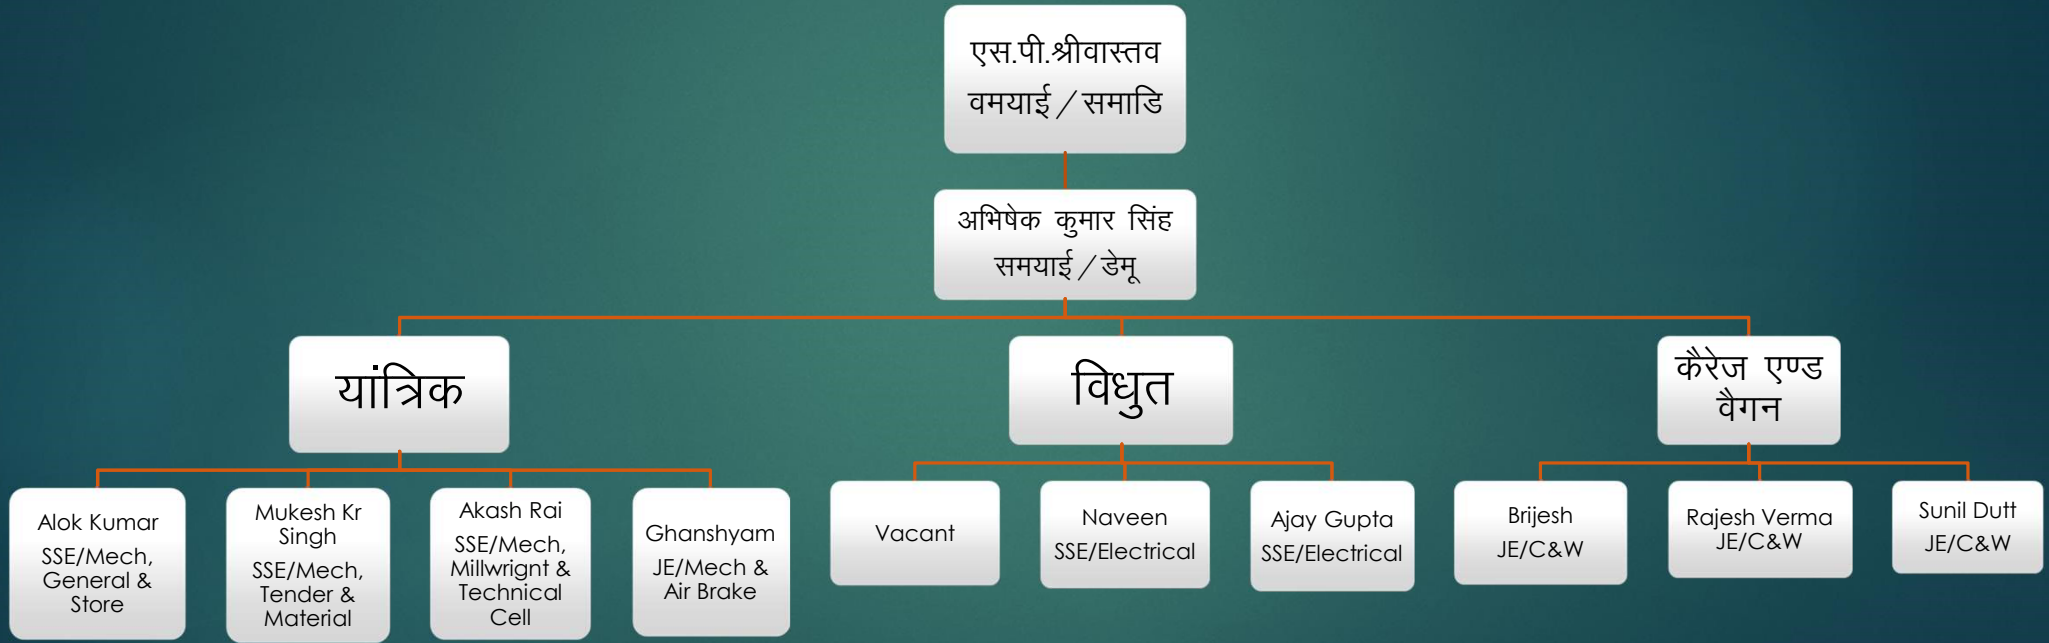 एस.पी.श्रीवास्तव
वमयाई / समाडि
अभिषेक कुमार सिंह
समयाई / डेमू
यांत्रिक
विधुत
कैरेज एण्ड
वैगन
Alok Kumar
SSE/Mech,
General &
Store
Mukesh Kr
Singh
SSE/Mech,
Tender &
Material
Akash Rai
SSE/Mech,
Millwrignt &
Technical
Cell
Ghanshyam
JE/Mech &
Air Brake
Vacant
Naveen
SSE/Electrical
Ajay Gupta
SSE/Electrical
Brijesh
JE/C&W
Rajesh Verma
JE/C&W
Sunil Dutt
JE/C&W